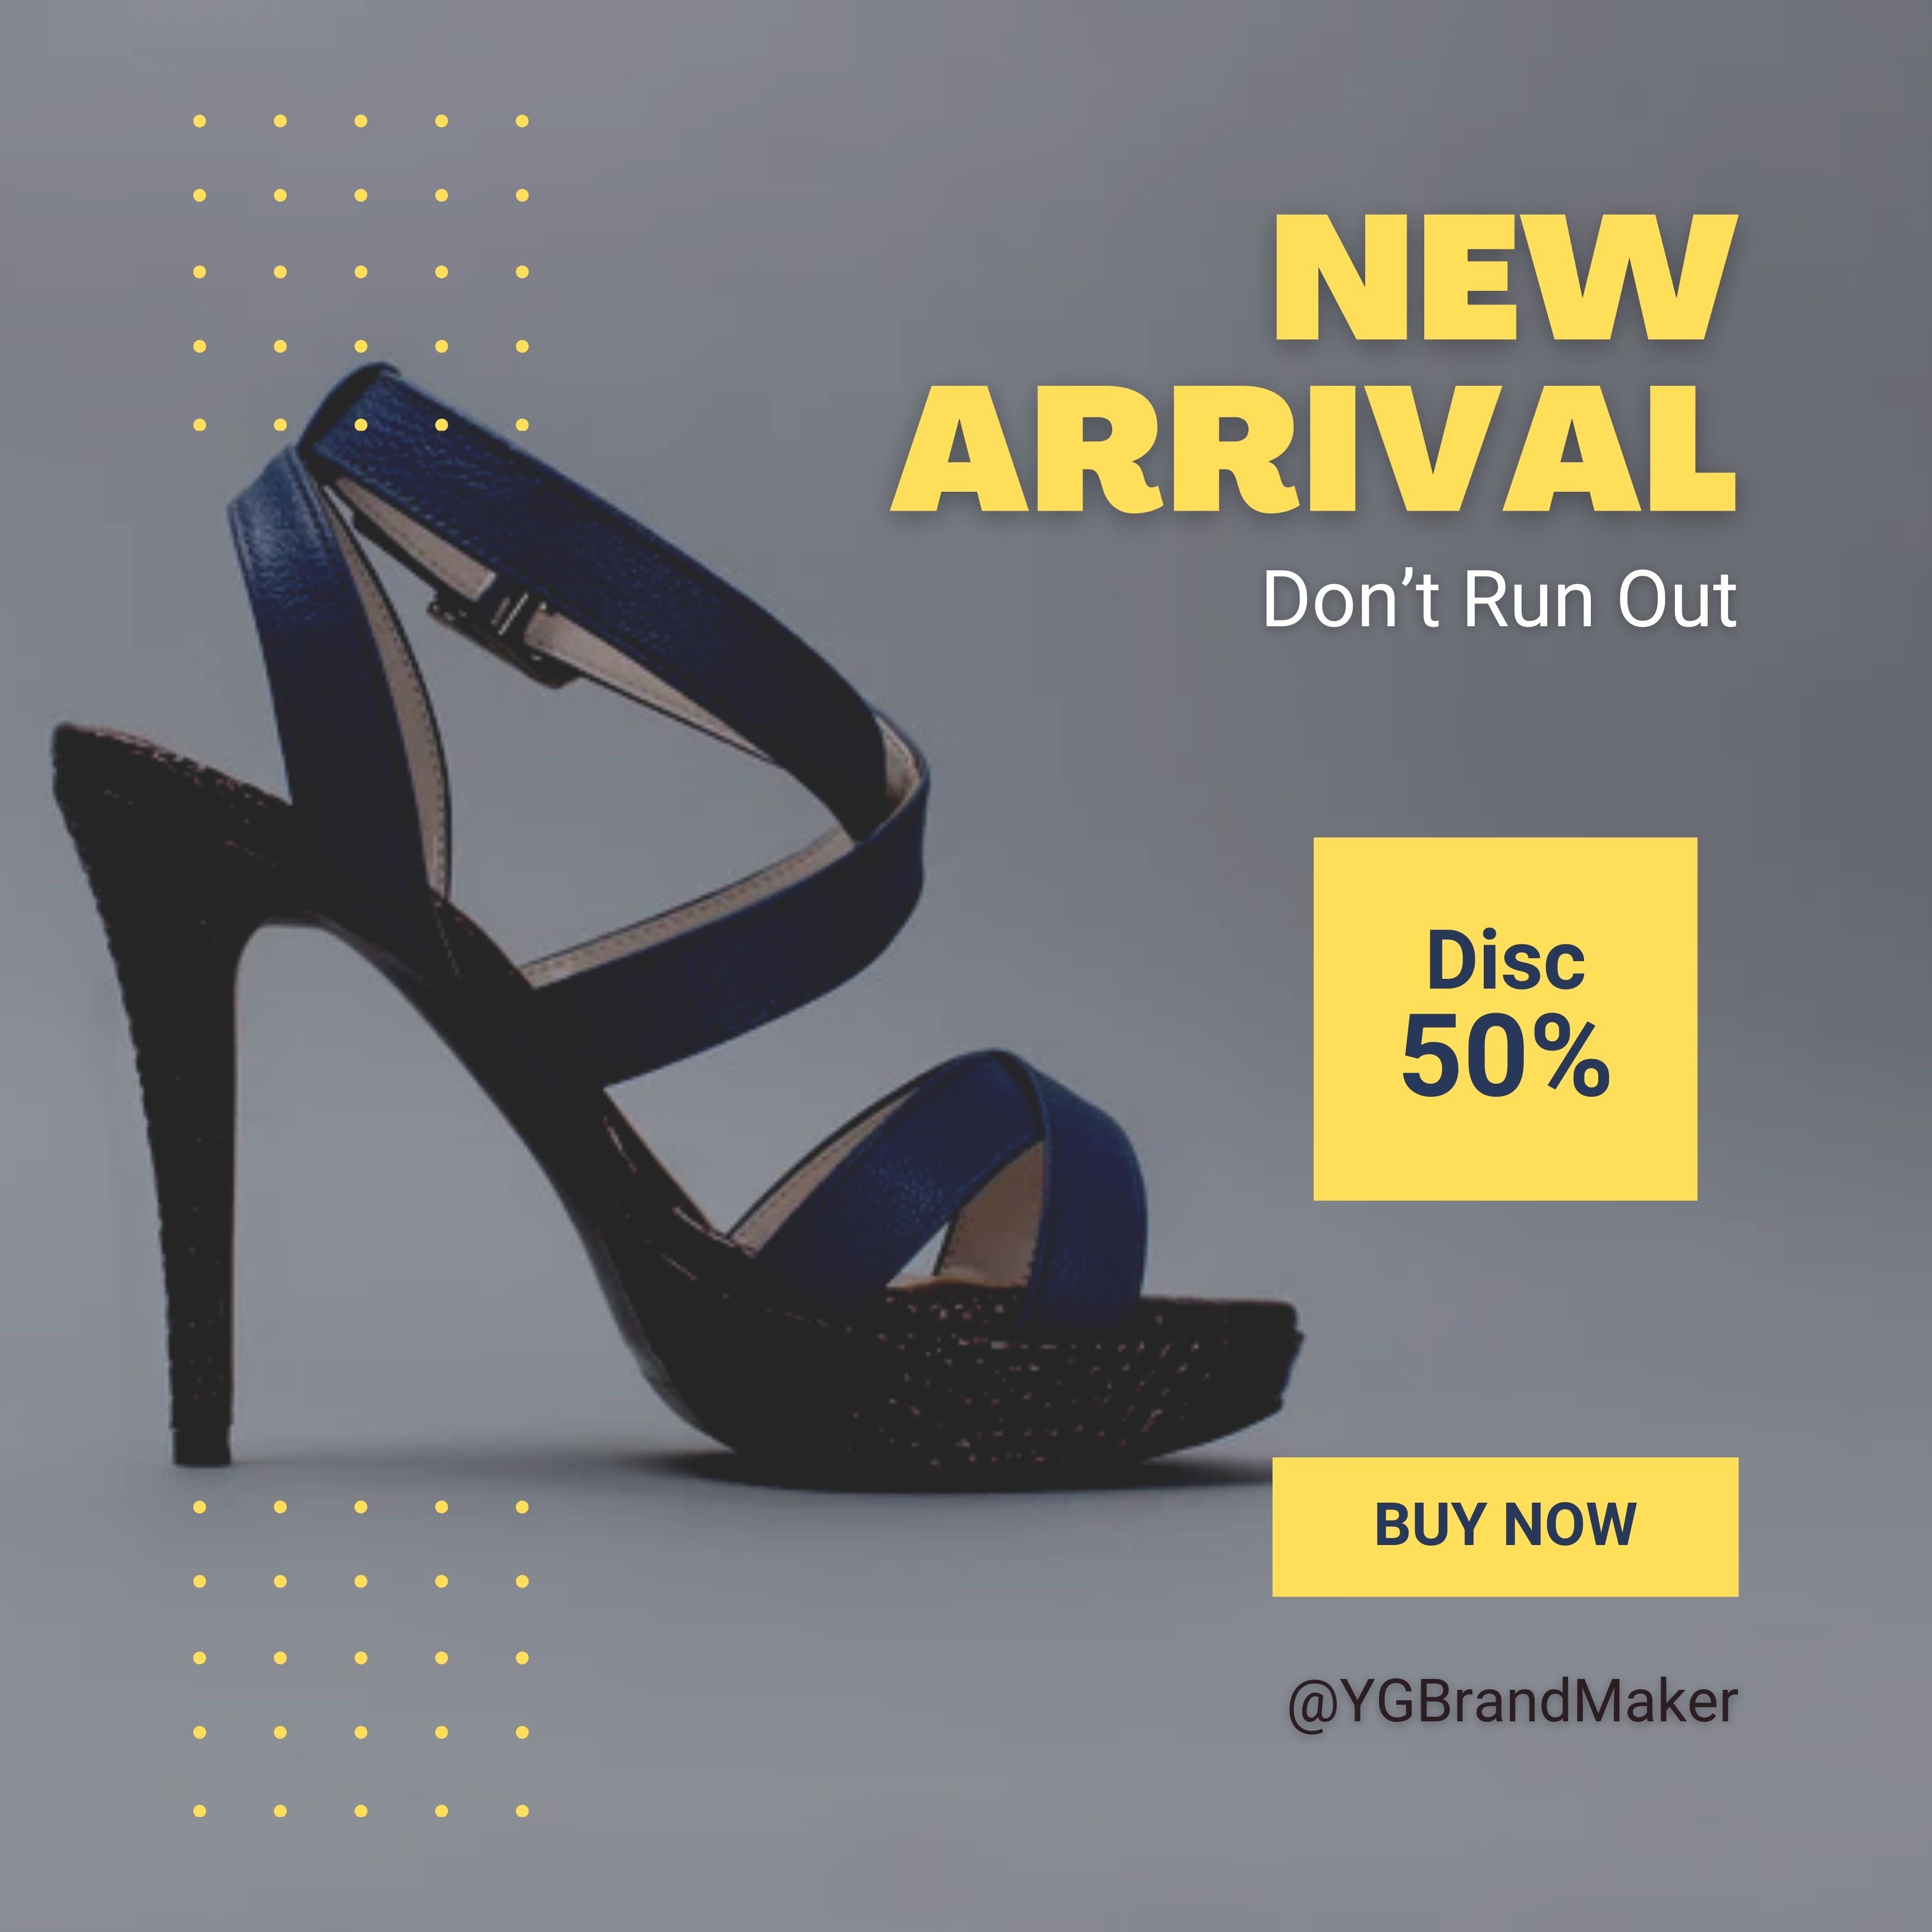 NEW
ARRIVAL
Don’t Run Out
Disc
50%
BUY NOW
@YGBrandMaker